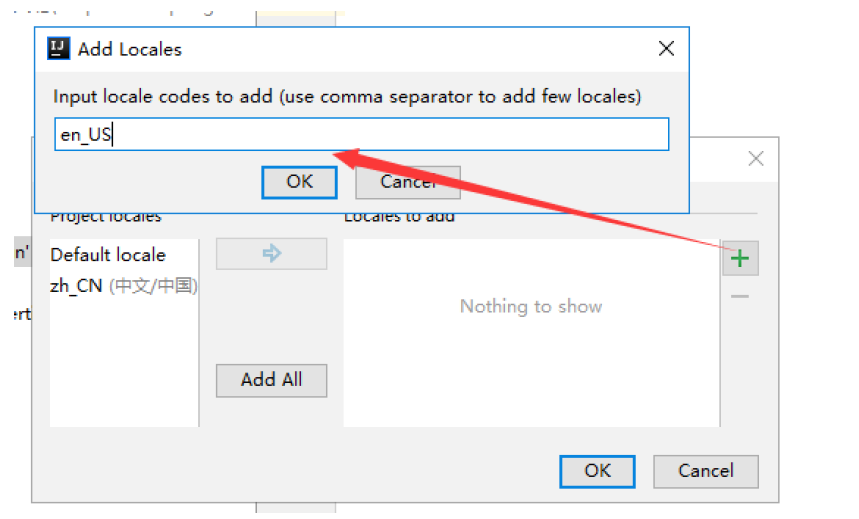 Add Locales
Input locale codes to add (use comma separator to add few locales)
en_US
OK Cancel
Project locales Locales to add
Default locale
zh_CN (中文/中国)
Nothing to show
Add All
OK Cancel
n'
ert